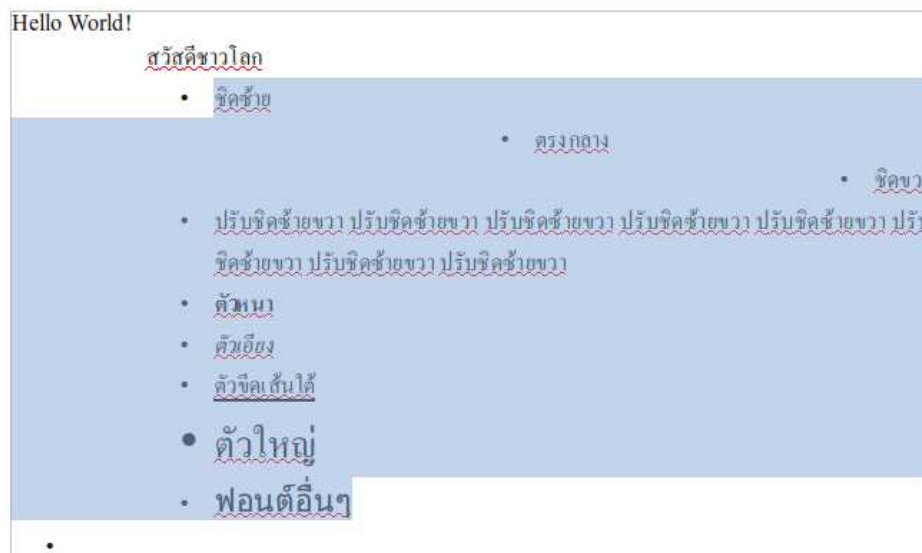 Hello World!
สวัสดีชาวโลก
• ชิดซ้าย
• ตรงกลาง
• ชิดขวา
• ปรับชิดซ้ายขวา ปรับชิดซ้ายขวา ปรับชิดซ้ายขวา ปรับชิดซ้ายขวา ปรับชิดซ้ายขวา ปรับ
ชิดซ้ายขวา ปรับชิดซ้ายขวา ปรับชิดซ้ายขวา
• ตัวหนา
• ตัวเอียง
• ตัวขีดเส้นใต้
• ตัวใหญ่
• ฟอนต์อื่นๆ
•